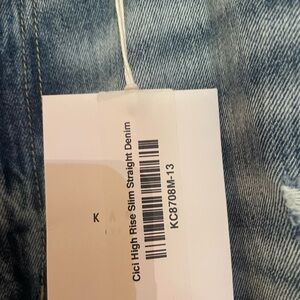 Cici High Rise Slim Straight Denim
KC8708M-13
K A